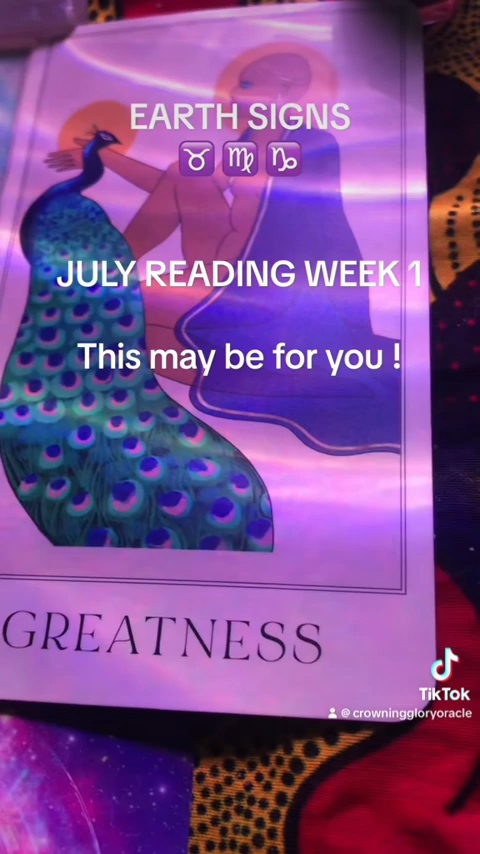 EARTH SIGNS
♉ ♍ ♑
JULY READING WEEK 1
This may be for you !
GREATNESS
TikTok
@ crowninggloryoracle